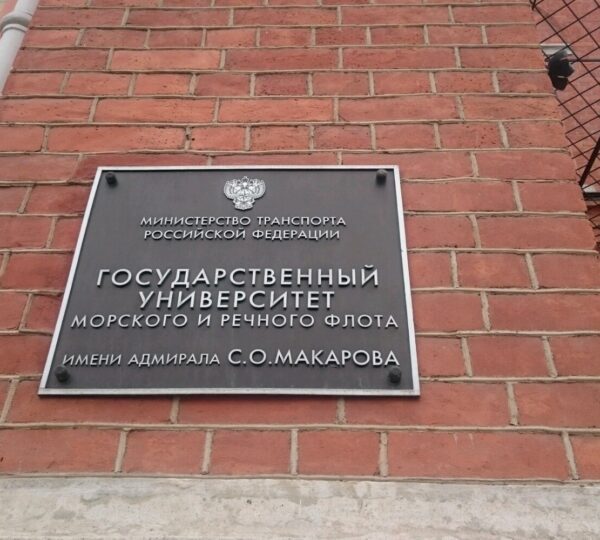 МИНИСТЕРСТВО ТРАНСПОРТА
РОССИЙСКОЙ ФЕДЕРАЦИИ
ГОСУДАРСТВЕННЫЙ
УНИВЕРСИТЕТ
МОРСКОГО И РЕЧНОГО ФЛОТА
ИМЕНИ АДМИРАЛА С.О.МАКАРОВА